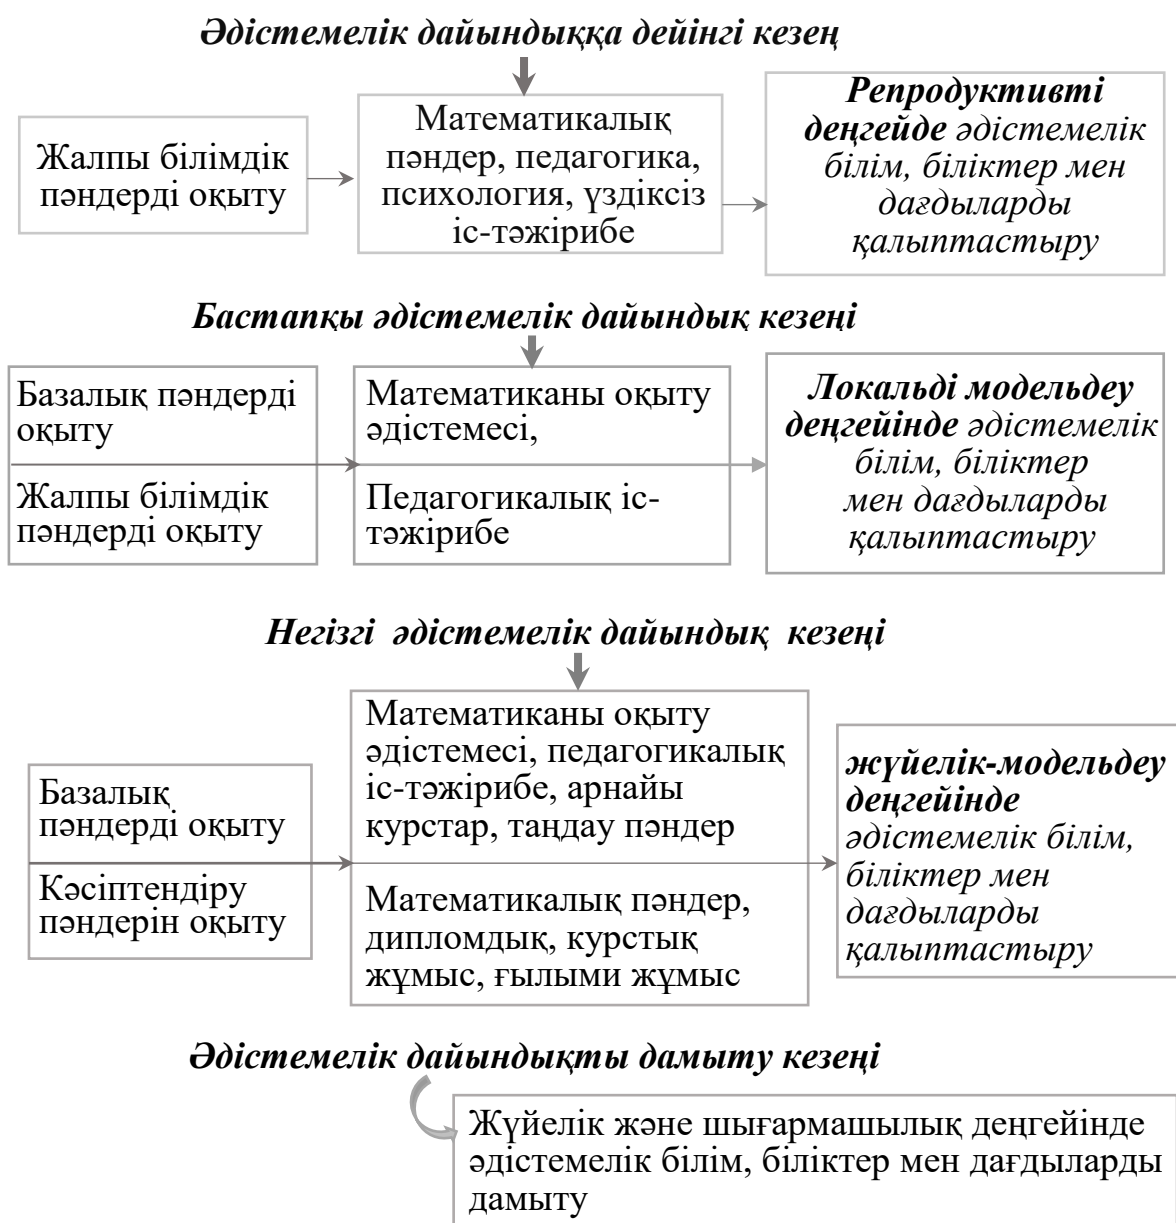 Әдістемелік дайындыққа дейінгі кезең
Жалпы білімдік
пәндерді оқыту
Математикалық
пәндер, педагогика,
психология, үздіксіз
іс-тәжірибе
Репродуктивті
деңгейде әдістемелік
білім, біліктер мен
дағдыларды
қалыптастыру
Бастапқы әдістемелік дайындық кезеңі
Базалық пәндерді
оқыту
Жалпы білімдік
пәндерді оқыту
Математиканы оқыту
әдістемесі,
Педагогикалық іс-
тәжірибе
Локальді модельдеу
деңгейінде әдістемелік
білім, біліктер
мен дағдыларды
қалыптастыру
Негізгі әдістемелік дайындық кезеңі
Базалық
пәндерді оқыту
Кәсіптендіру
пәндерін оқыту
Математиканы оқыту
әдістемесі, педагогикалық
іс-тәжірибе, арнайы
курстар, таңдау пәндер
Математикалық пәндер,
дипломдық, курстық
жұмыс, ғылыми жұмыс
жүйелік-модельдеу
деңгейінде
әдістемелік білім,
біліктер мен
дағдыларды
қалыптастыру
Әдістемелік дайындықты дамыту кезеңі
Жүйелік және шығармашылық деңгейінде
әдістемелік білім, біліктер мен дағдыларды
дамыту